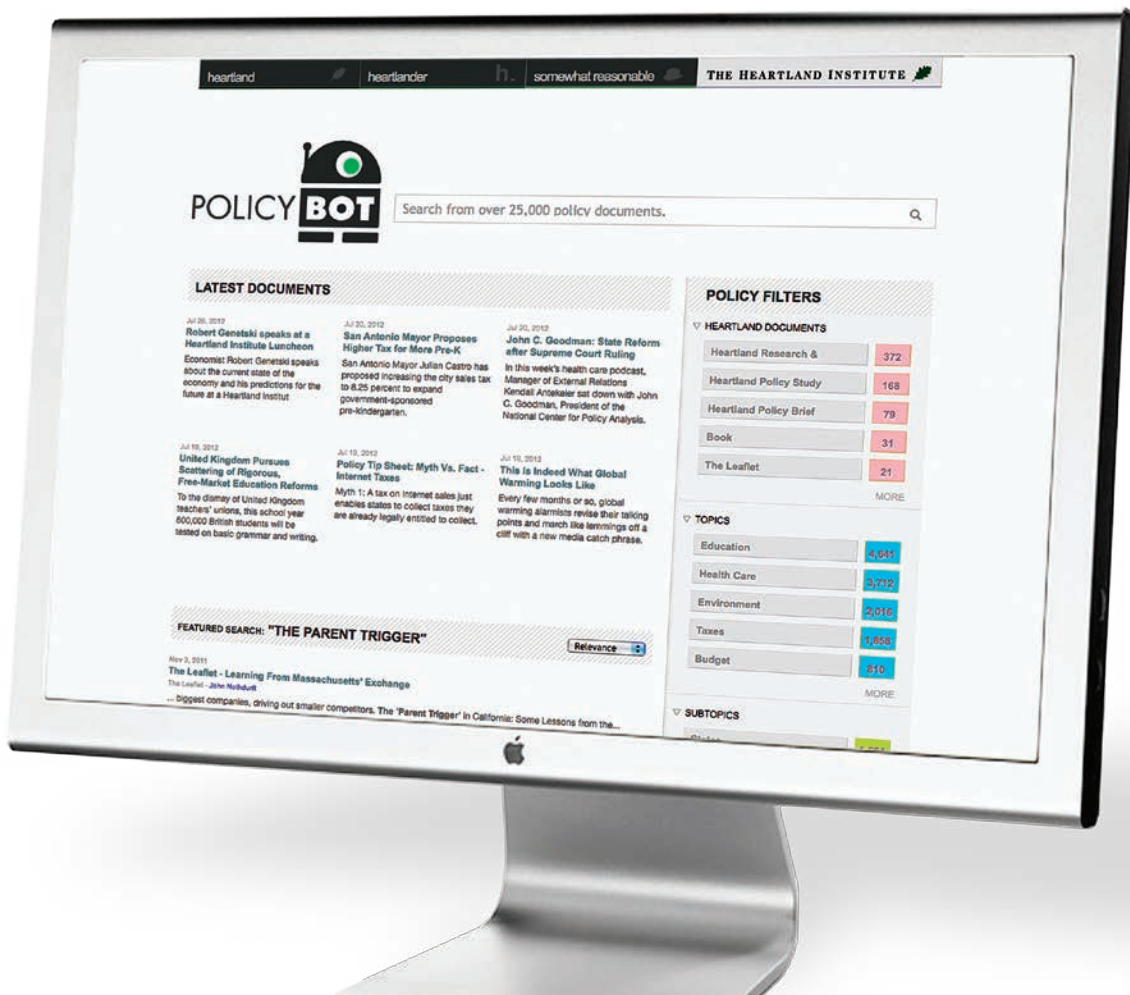 heartland
heartlander
h.
somewhat reasonable
THE HEARTLAND INSTITUTE
POLICY BOT
Search from over 25,000 policy documents.
LATEST DOCUMENTS
Jul 26, 2012
Robert Genetski speaks at a
Heartland Institute Luncheon
Economist Robert Genetski speaks
about the current state of the
economy and his predictions for the
future at a Heartland Institut
Jul 20, 2012
San Antonio Mayor Proposes
Higher Tax for More Pre-K
San Antonio Mayor Julian Castro has
proposed increasing the city sales tax
to 8.25 percent to expand
government-sponsored
pre-kindergarten.
Jul 20, 2012
John C. Goodman: State Reform
after Supreme Court Ruling
In this week's health care podcast,
Manager of External Relations
Kendall Antekeier sat down with John
C. Goodman, President of the
National Center for Policy Analysis.
Jul 19, 2012
United Kingdom Pursues
Scattering of Rigorous,
Free-Market Education Reforms
To the dismay of United Kingdom
teachers' unions, this school year
600,000 British students will be
tested on basic grammar and writing.
Jul 19, 2012
Policy Tip Sheet: Myth Vs. Fact -
Internet Taxes
Myth 1: A tax on Internet sales just
enables states to collect taxes they
are already legally entitled to collect.
Jul 19, 2012
This Is Indeed What Global
Warming Looks Like
Every few months or so, global
warming alarmists revise their talking
points and march like lemmings off a
cliff with a new media catch phrase.
FEATURED SEARCH: "THE PARENT TRIGGER"
Relevance
Nov 3, 2011
The Leaflet - Learning From Massachusetts' Exchange
The Leaflet - John Nothdurft
... biggest companies, driving out smaller competitors. The 'Parent Trigger' in California: Some Lessons from the...
POLICY FILTERS
HEARTLAND DOCUMENTS
Heartland Research & 372
Heartland Policy Study 168
Heartland Policy Brief 79
Book 31
The Leaflet 21
MORE
TOPICS
Education 4,641
Health Care 3,712
Environment 2,016
Taxes 1,858
Budget 810
MORE
SUBTOPICS